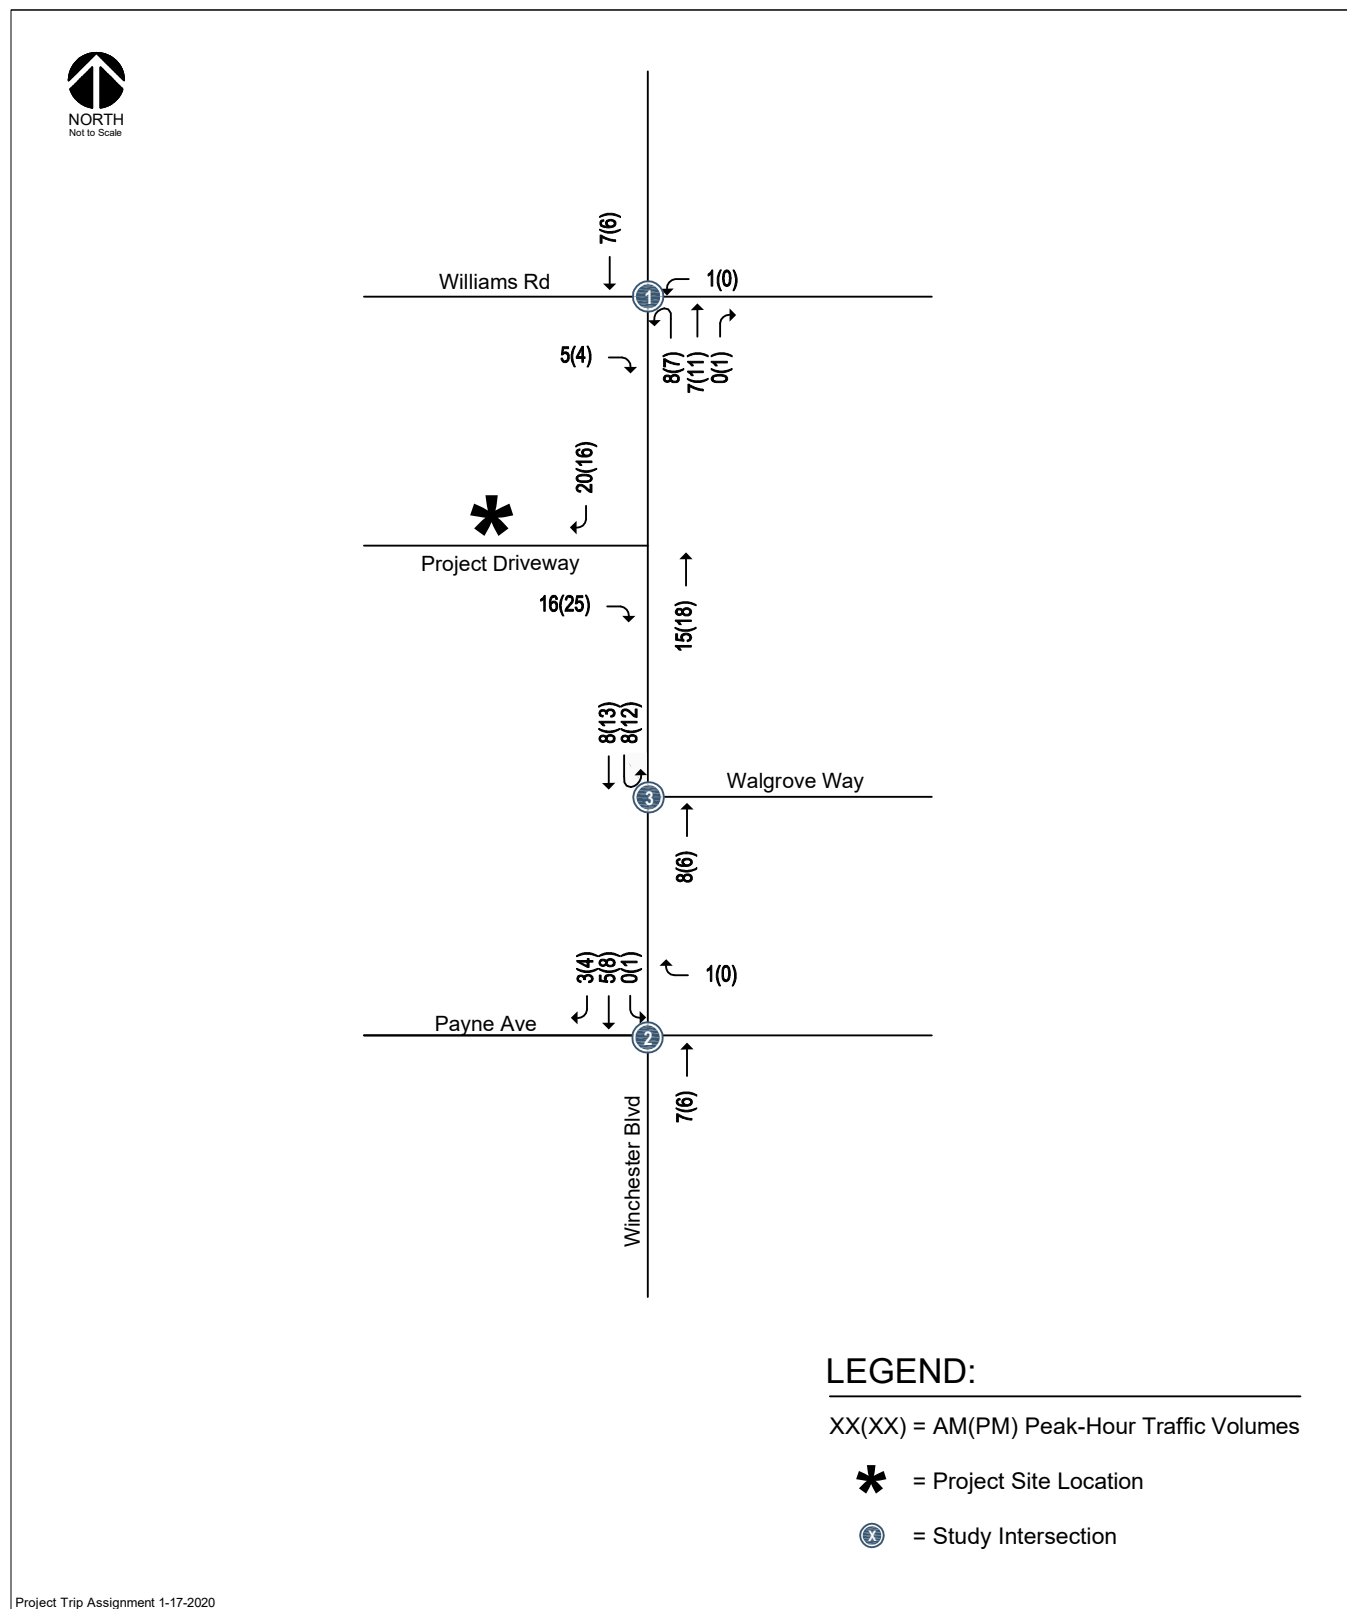 NORTH
Not to Scale
7(6)
Williams Rd
1
1(0)
5(4)
8(7)
7(11)
0(1)
20(16)
*
Project Driveway
16(25)
15(18)
8(13)
8(12)
Walgrove Way
3
8(6)
3(4)
5(8)
0(1)
1(0)
Payne Ave
2
7(6)
Winchester Blvd
LEGEND:
XX(XX) = AM(PM) Peak-Hour Traffic Volumes
* = Project Site Location
X = Study Intersection
Project Trip Assignment 1-17-2020